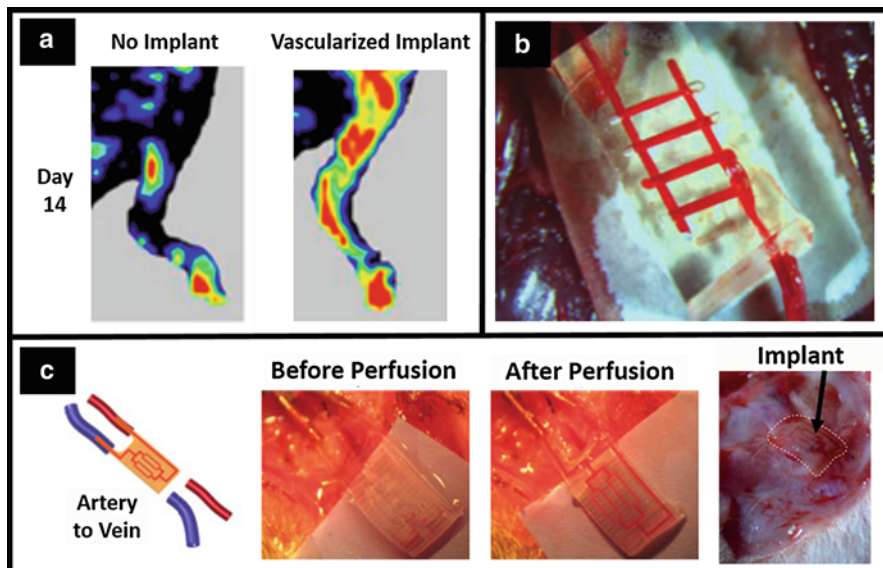 a
No Implant
Vascularized Implant
Day
14
b
c
Before Perfusion
After Perfusion
Implant
Artery
to Vein